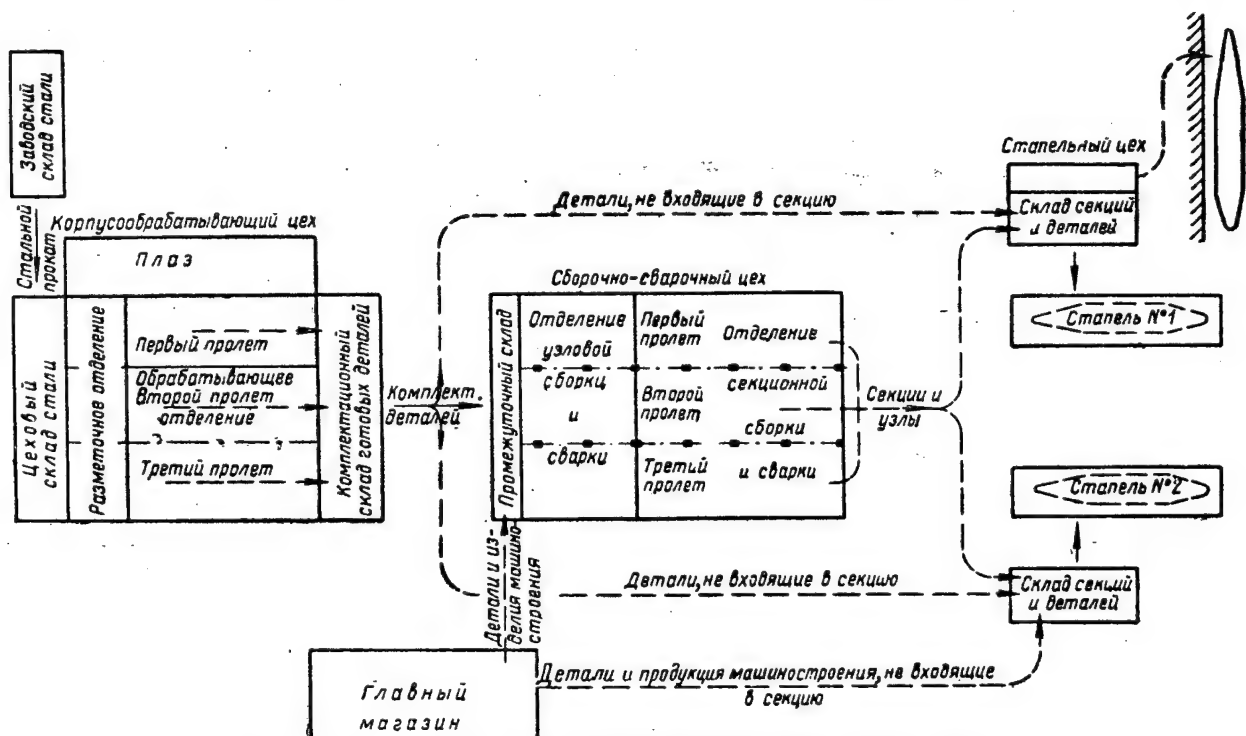 Заводский
склад стали
Стальной
прокат
Корпусообрабатывающий цех
Плаз
Цеховый
склад стали
Разметочное отделение
Первый пролет
Обрабатывающее
Второй пролет
отделение
Третий пролет
Комплектационный
склад готовых деталей
Комплект.
деталей
Детали, не входящие в секцию
Сборочно-сварочный цех
Промежуточный склад
Отделение
узловой
сборки
и
сварки
Первый
пролет
Второй
пролет
Третий
пролет
Отделение
секционной
сборки
и сварки
Секции и
узлы
Стапельный цех
Склад секций
и деталей
Стапель №1
Стапель №2
Склад секций
и деталей
Детали, не входящие в секцию
Детали и из-
делия машино-
строения
Главный
магазин
Детали и продукция машиностроения, не входящие
в секцию